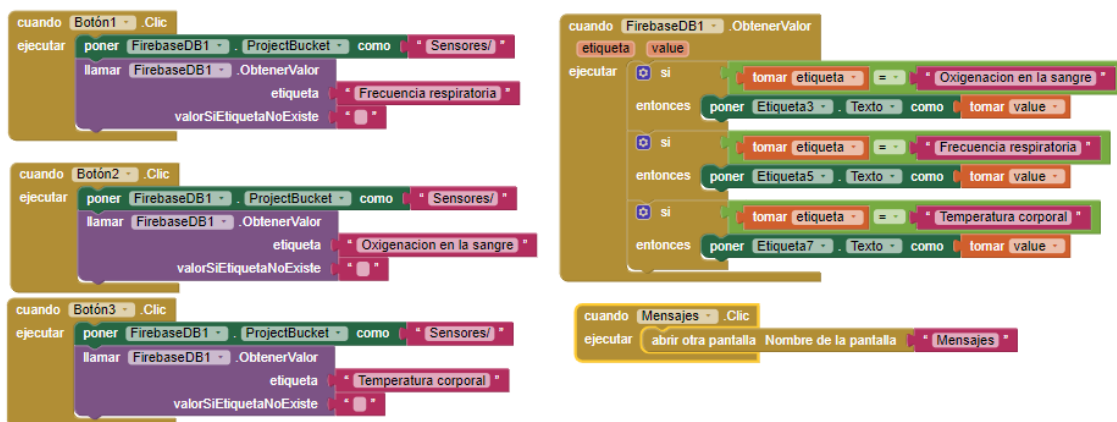 cuando Botón1 .Clic
ejecutar poner FirebaseDB1 . ProjectBucket como " Sensores/ "
llamar FirebaseDB1 .ObtenerValor
etiqueta " Frecuencia respiratoria "
valorSiEtiquetaNoExiste " "
cuando Botón2 .Clic
ejecutar poner FirebaseDB1 . ProjectBucket como " Sensores/ "
llamar FirebaseDB1 .ObtenerValor
etiqueta " Oxigenacion en la sangre "
valorSiEtiquetaNoExiste " "
cuando Botón3 .Clic
ejecutar poner FirebaseDB1 . ProjectBucket como " Sensores/ "
llamar FirebaseDB1 .ObtenerValor
etiqueta " Temperatura corporal "
valorSiEtiquetaNoExiste " "
cuando FirebaseDB1 .ObtenerValor
etiqueta value
ejecutar si tomar etiqueta = " Oxigenacion en la sangre "
entonces poner Etiqueta3 . Texto como tomar value
si tomar etiqueta = " Frecuencia respiratoria "
entonces poner Etiqueta5 . Texto como tomar value
si tomar etiqueta = " Temperatura corporal "
entonces poner Etiqueta7 . Texto como tomar value
cuando Mensajes .Clic
ejecutar abrir otra pantalla Nombre de la pantalla " Mensajes "